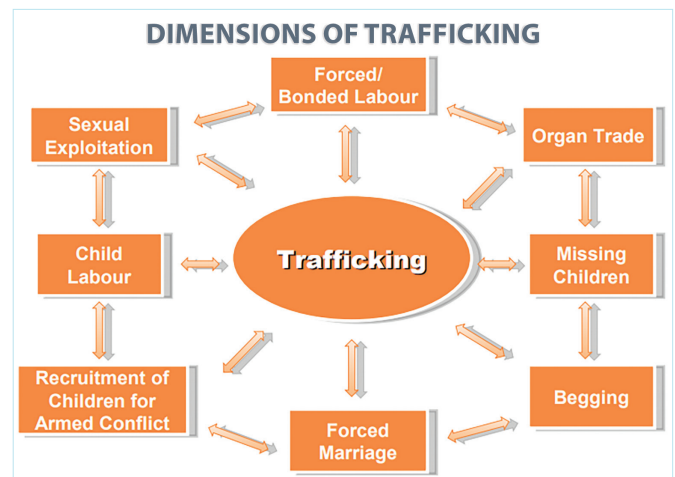 DIMENSIONS OF TRAFFICKING
Forced/
Bonded Labour
Sexual
Exploitation
Organ Trade
Child
Labour
Trafficking
Missing
Children
Recruitment of
Children for
Armed Conflict
Begging
Forced
Marriage